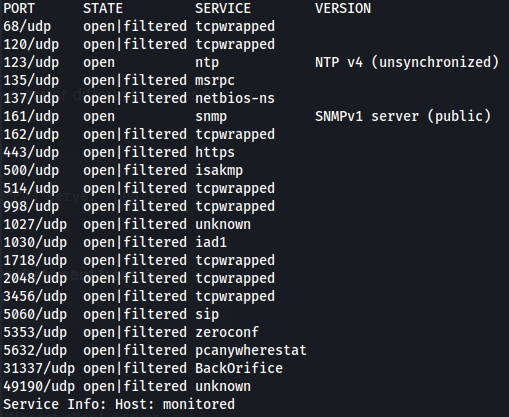 PORT STATE SERVICE VERSION
68/udp open|filtered tcpwrapped
120/udp open|filtered tcpwrapped
123/udp open ntp NTP v4 (unsynchronized)
135/udp open|filtered msrpc
137/udp open|filtered netbios-ns
161/udp open snmp SNMPv1 server (public)
162/udp open|filtered tcpwrapped
443/udp open|filtered https
500/udp open|filtered isakmp
514/udp open|filtered tcpwrapped
998/udp open|filtered tcpwrapped
1027/udp open|filtered unknown
1030/udp open|filtered iad1
1718/udp open|filtered tcpwrapped
2048/udp open|filtered tcpwrapped
3456/udp open|filtered tcpwrapped
5060/udp open|filtered sip
5353/udp open|filtered zeroconf
5632/udp open|filtered pcanywherestat
31337/udp open|filtered BackOrifice
49190/udp open|filtered unknown
Service Info: Host: monitored